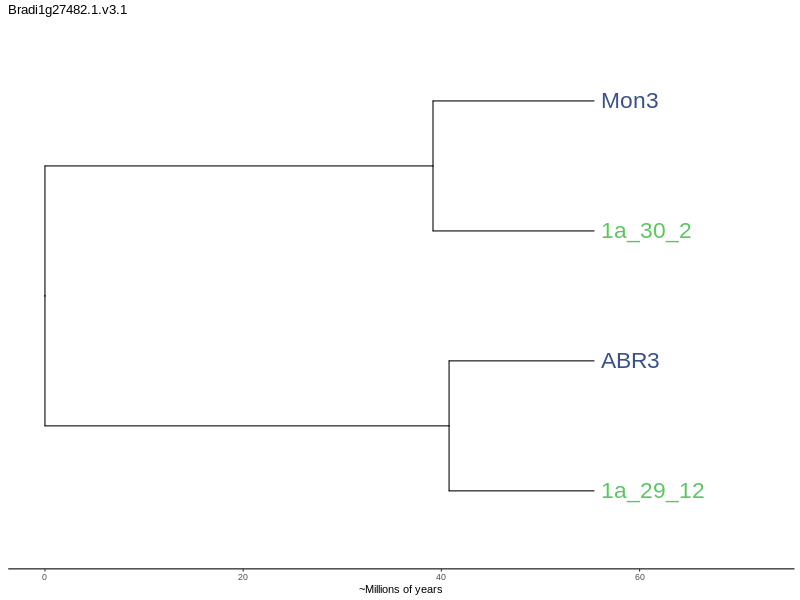 Bradi1g27482.1.v3.1
Mon3
1a_30_2
ABR3
1a_29_12
0 20 40 60
~Millions of years